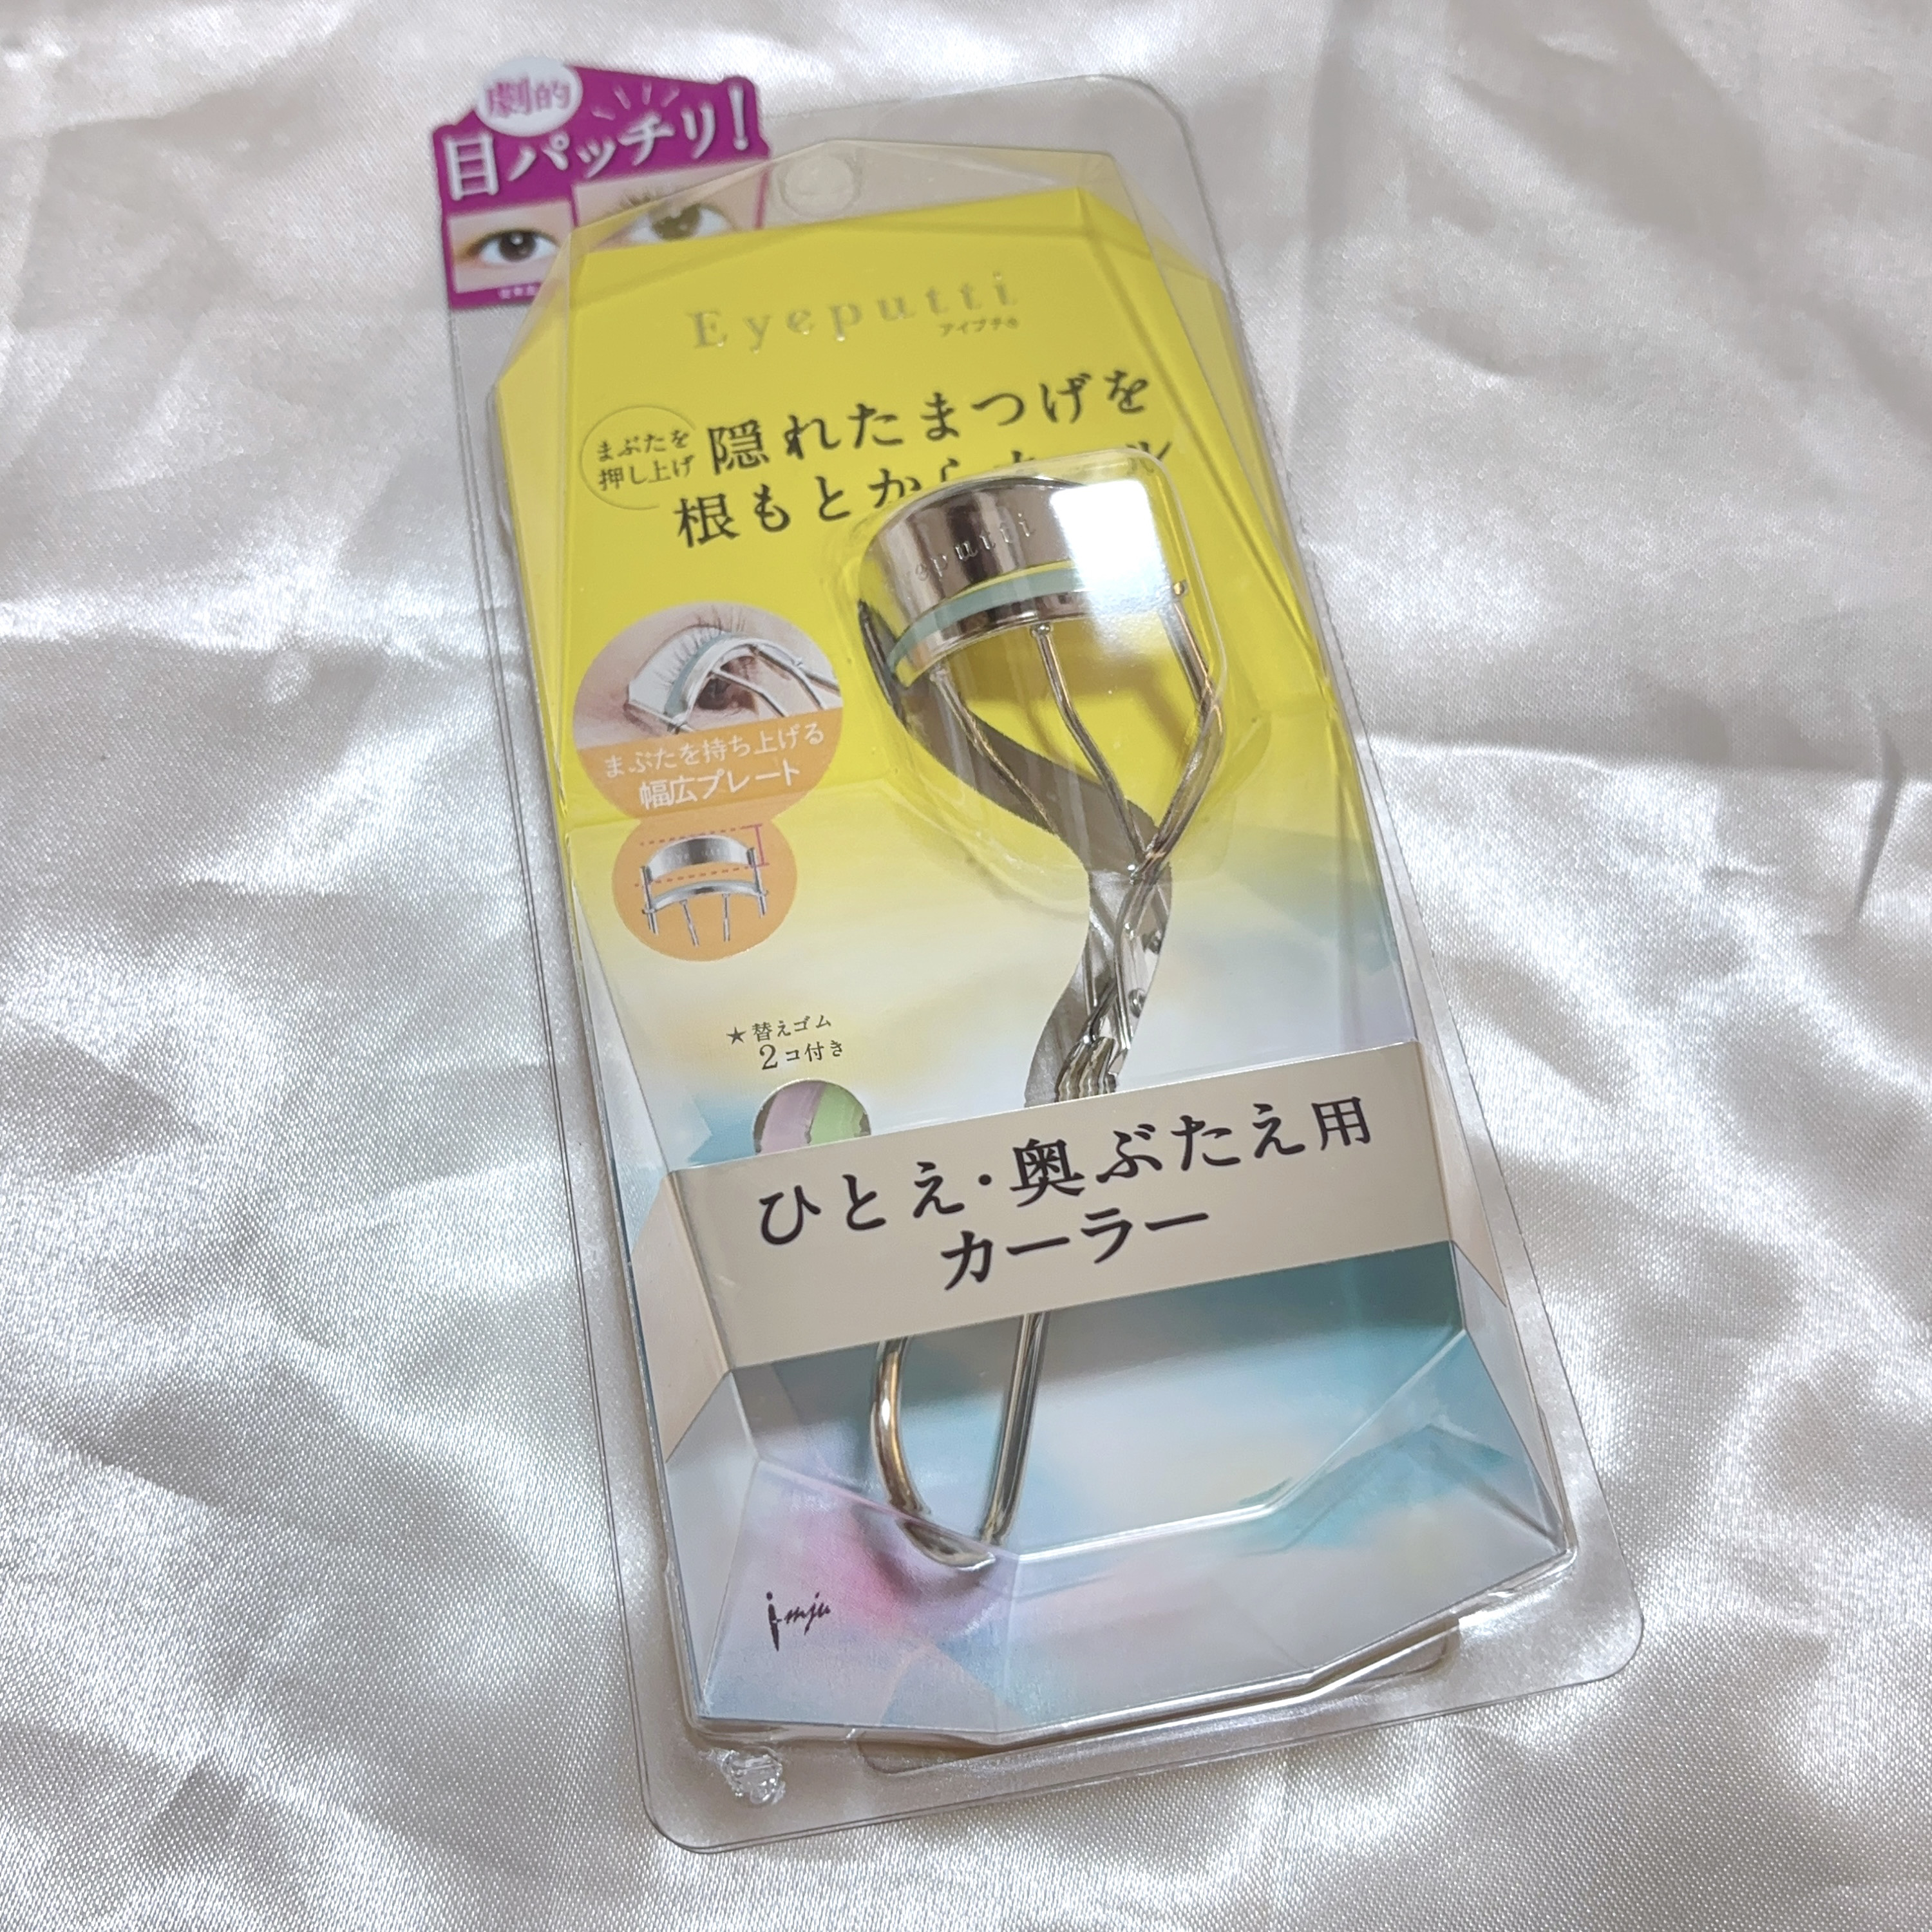 劇的
目パッチリ!
Eyeputti
アイプチ®
まぶたを
押し上げ
隠れたまつげを
根もとから
eputti
まぶたを持ち上げる
幅広プレート
★替えゴム
2コ付き
ひとえ・奥ぶたえ用
カーラー
imju